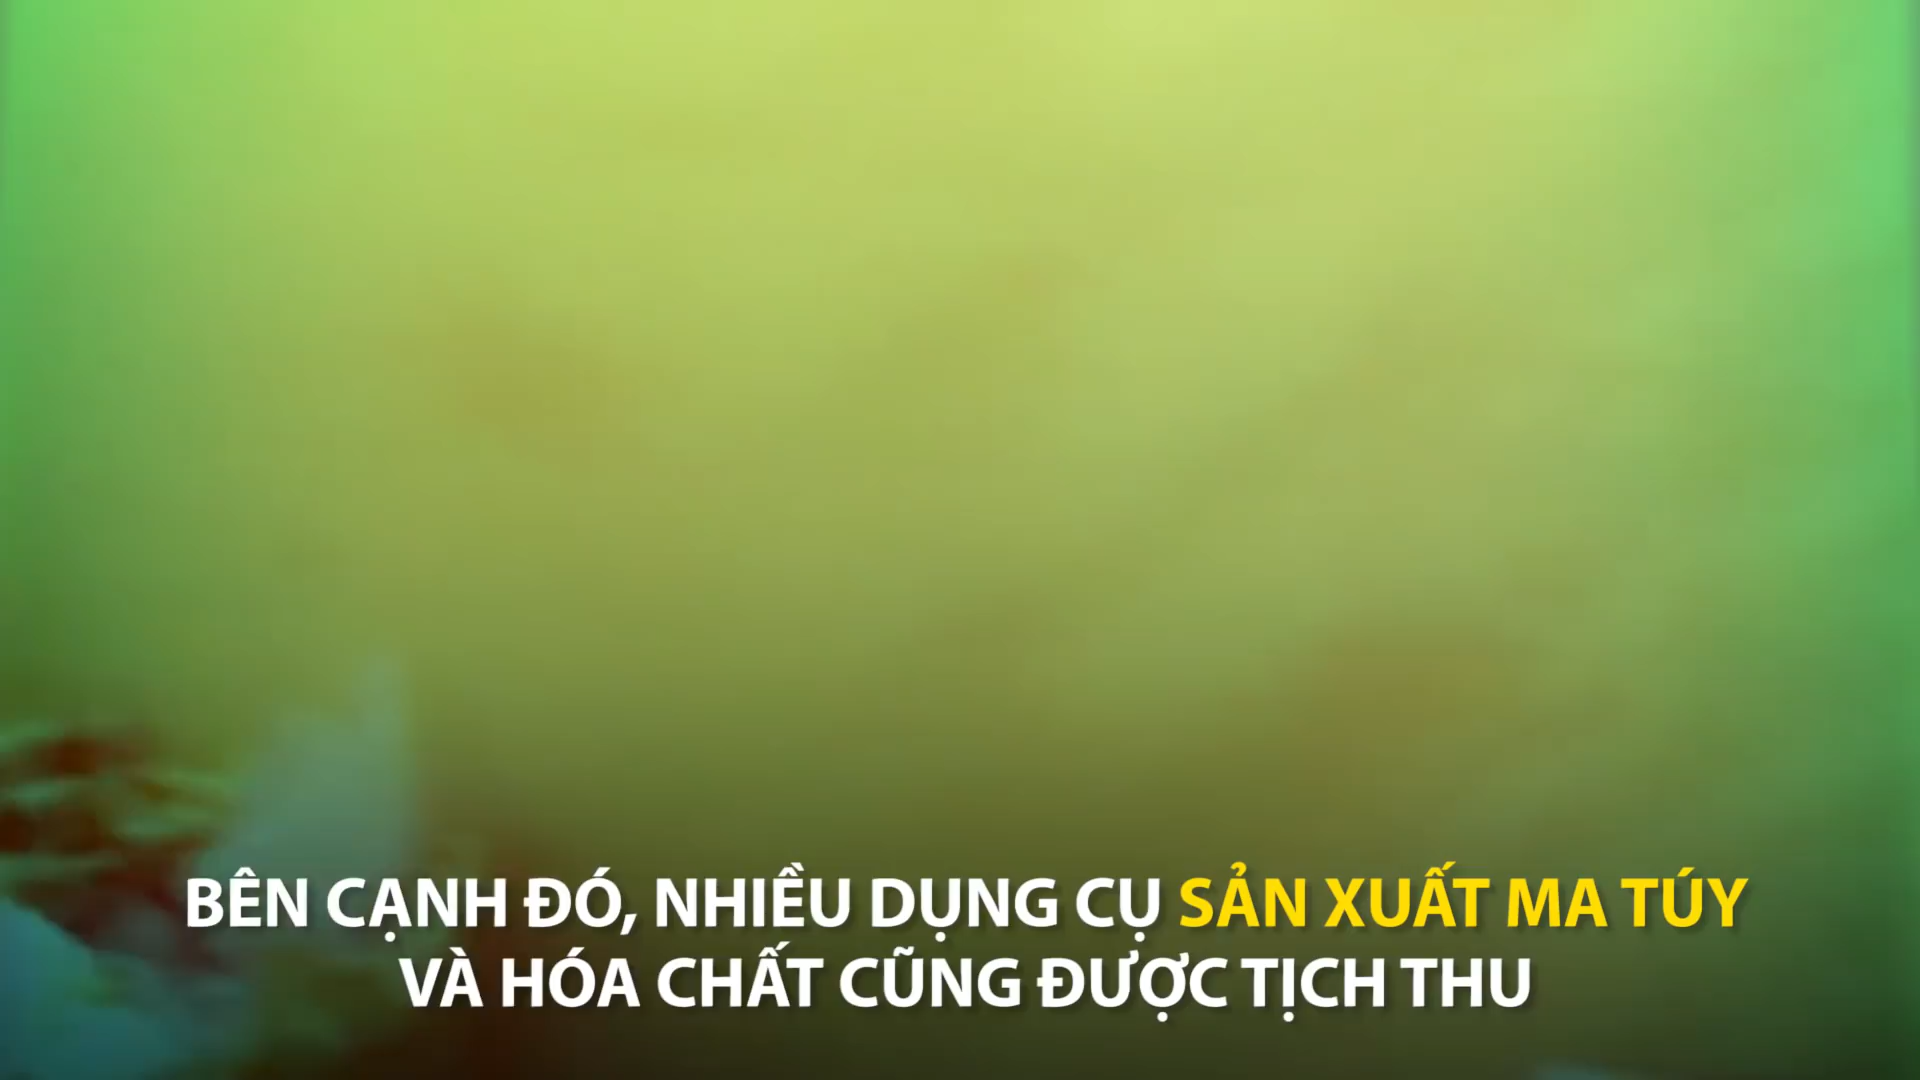 BÊN CẠNH ĐÓ, NHIỀU DỤNG CỤ SẢN XUẤT MA TÚY
VÀ HÓA CHẤT CŨNG ĐƯỢC TỊCH THU